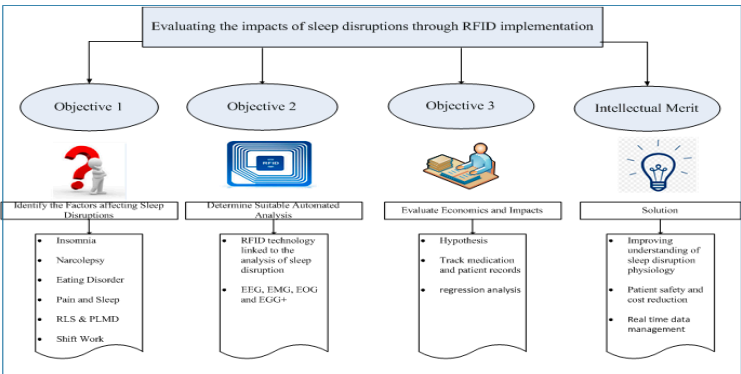 Evaluating the impacts of sleep disruptions through RFID implementation
Objective 1
Objective 2
Objective 3
Intellectual Merit
RFID
Identify the Factors affecting Sleep
Disruptions
Determine Suitable Automated
Analysis
Evaluate Economics and Impacts
Solution
• Insomnia
• Narcolepsy
• Eating Disorder
• Pain and Sleep
• RLS & PLMD
• Shift Work
• RFID technology
linked to the
analysis of sleep
disruption
• EEG, EMG, EOG
and EGG+
• Hypothesis
• Track medication
and patient records
• regression analysis
• Improving
understanding of
sleep disruption
physiology
• Patient safety and
cost reduction
• Real time data
management